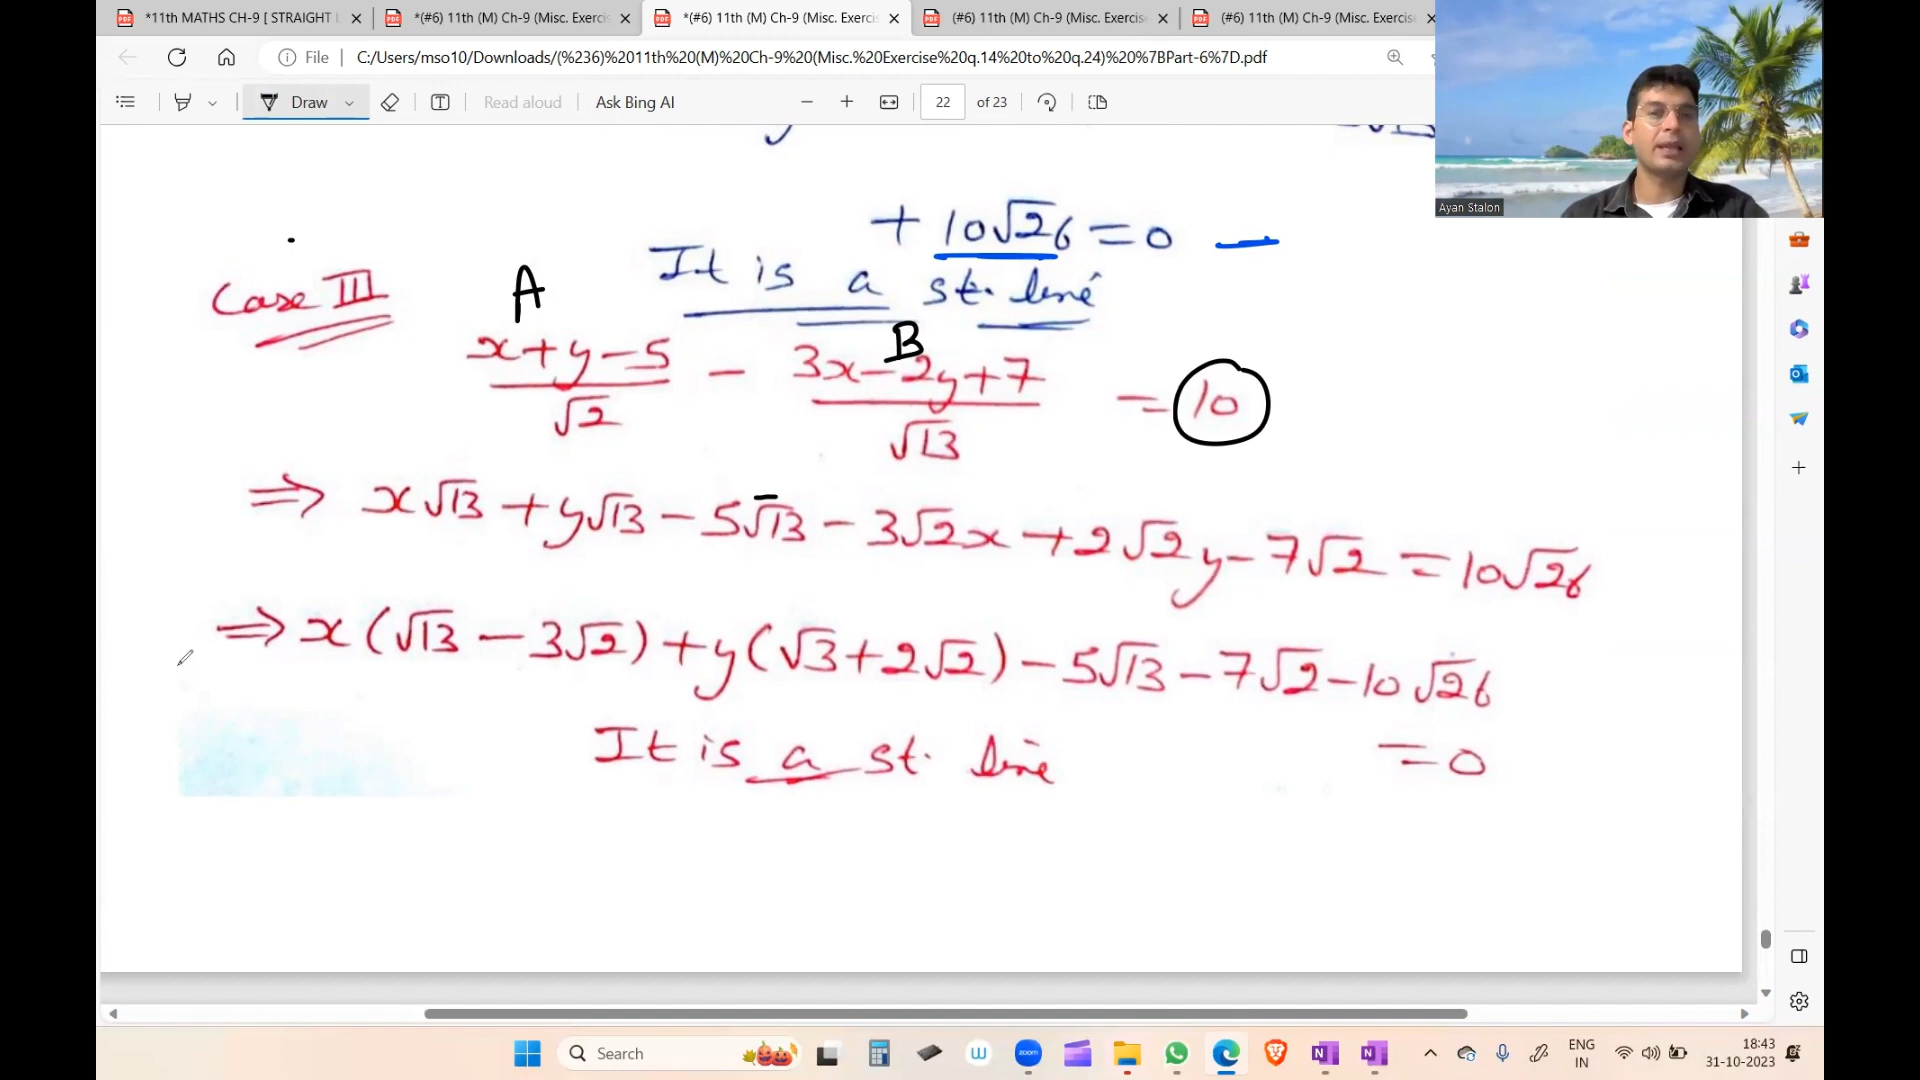 *11th MATHS CH-9 [ STRAIGHT L
*(#6) 11th (M) Ch-9 (Misc. Exercis
*(#6) 11th (M) Ch-9 (Misc. Exercis
(#6) 11th (M) Ch-9 (Misc. Exercise
(#6) 11th (M) Ch-9 (Misc. Exercise
File | C:/Users/mso10/Downloads/(%236)%2011th%20(M)%20Ch-9%20(Misc.%20Exercise%20q.14%20to%20q.24)%20%7BPart-6%7D.pdf
Draw Read aloud Ask Bing AI 22 of 23
Ayan Stalon
+ 10√26 = 0
It is a st. line
Case III
A
B
x+y-5 / √2 - 3x-2y+7 / √13 = 10
⇒ x√13 + y√13 - 5√13 - 3√2x + 2√2y - 7√2 = 10√26
⇒ x(√13 - 3√2) + y(√3 + 2√2) - 5√13 - 7√2 - 10√26
= 0
It is a st. line
Search
zoom
ENG
IN
18:43
31-10-2023